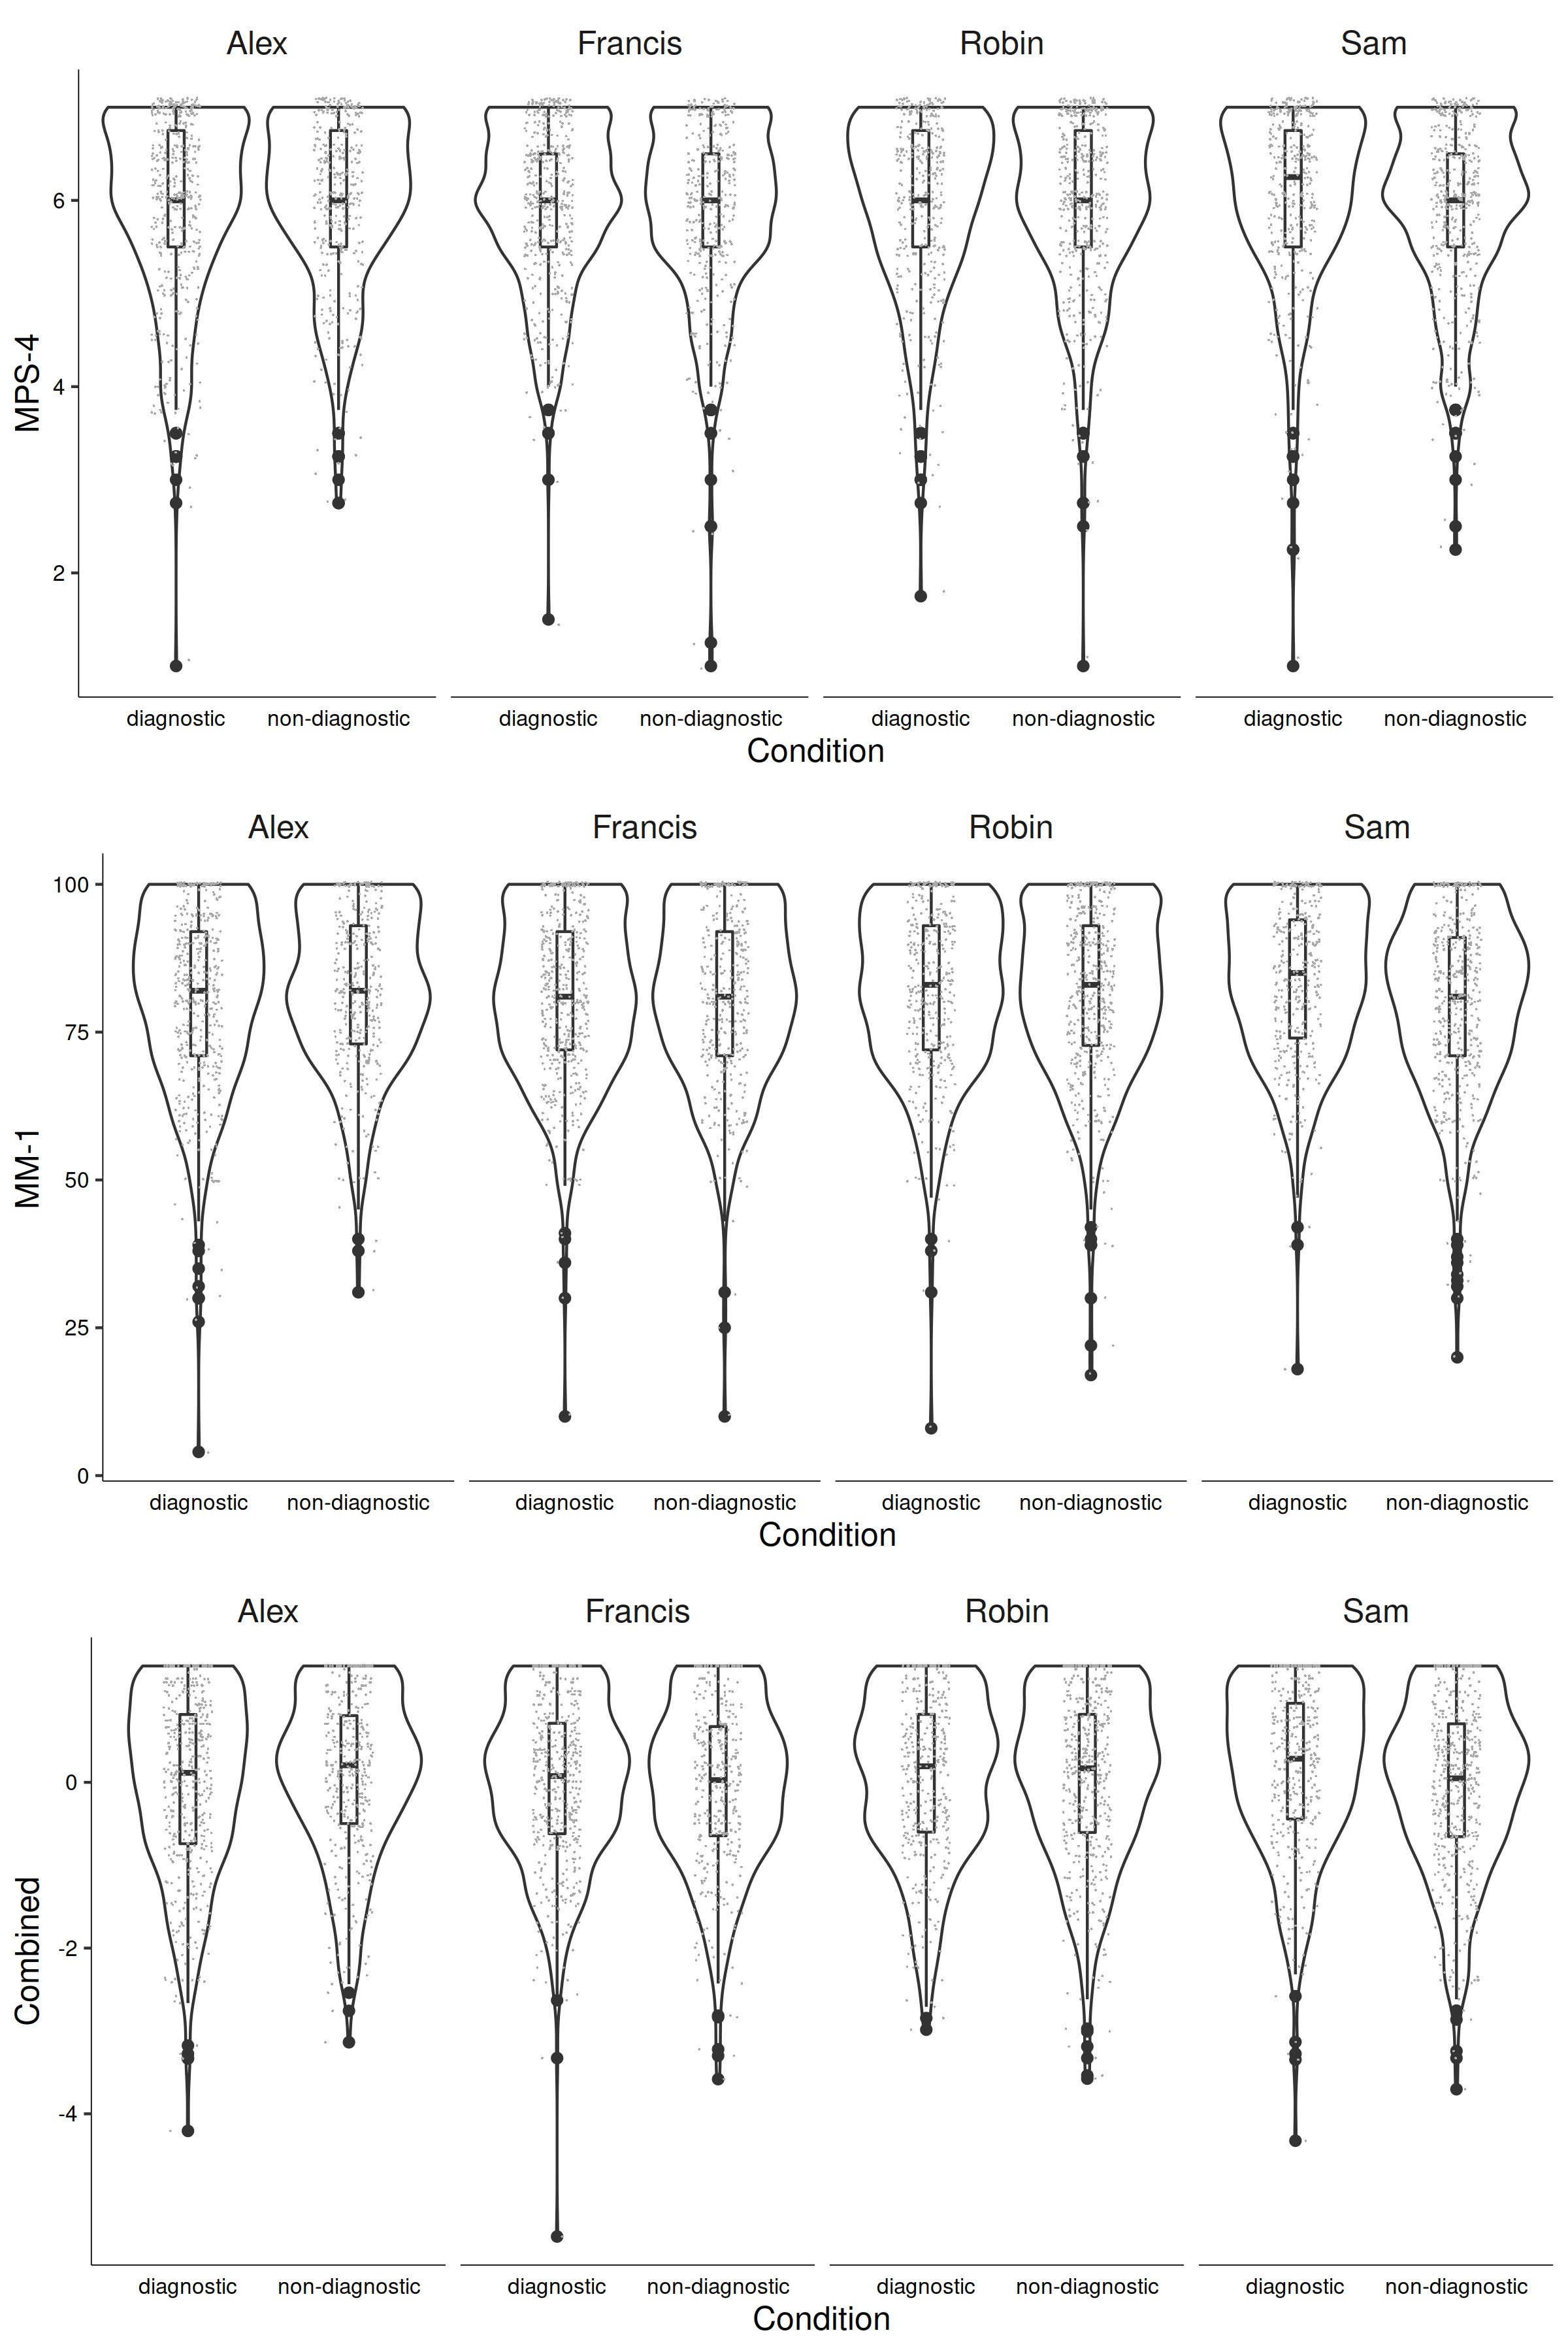 Alex Francis Robin Sam
6
4
2
MPS-4
diagnostic non-diagnostic diagnostic non-diagnostic diagnostic non-diagnostic diagnostic non-diagnostic
Condition
Alex Francis Robin Sam
100
75
50
25
0
MM-1
diagnostic non-diagnostic diagnostic non-diagnostic diagnostic non-diagnostic diagnostic non-diagnostic
Condition
Alex Francis Robin Sam
0
-2
-4
Combined
diagnostic non-diagnostic diagnostic non-diagnostic diagnostic non-diagnostic diagnostic non-diagnostic
Condition